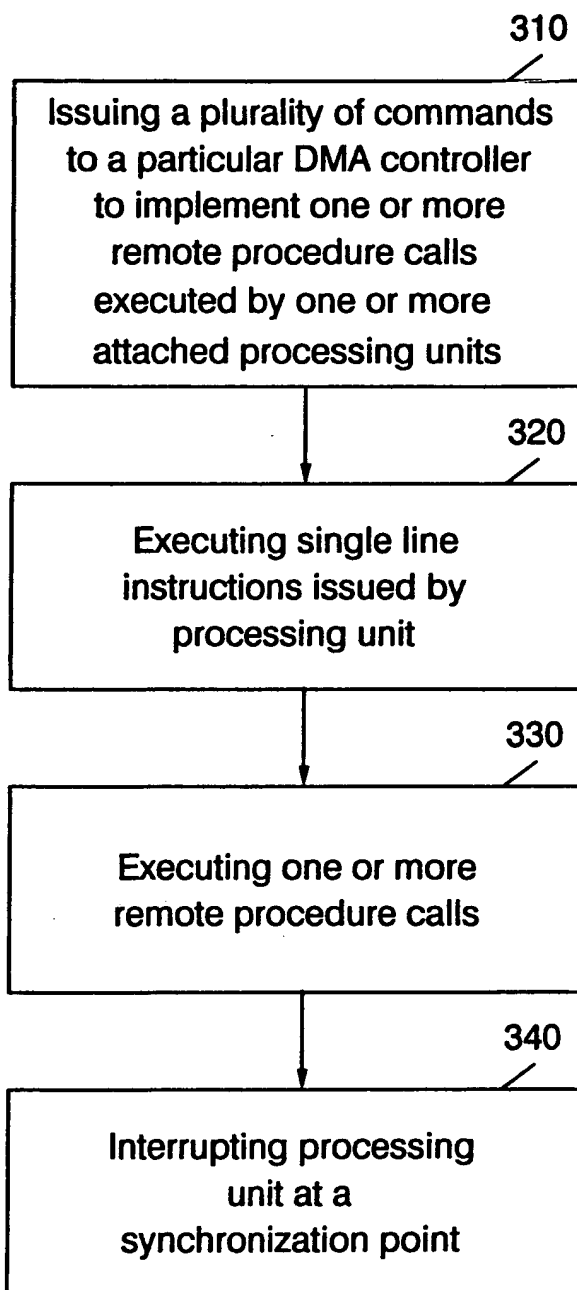 310
Issuing a plurality of commands
to a particular DMA controller
to implement one or more
remote procedure calls
executed by one or more
attached processing units
320
Executing single line
instructions issued by
processing unit
330
Executing one or more
remote procedure calls
340
Interrupting processing
unit at a
synchronization point